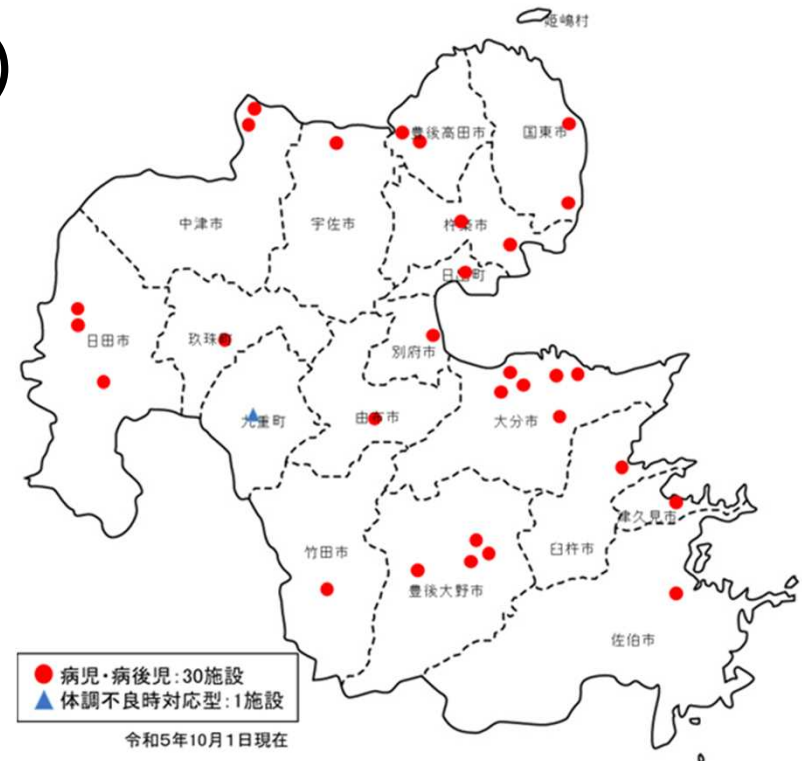 )
姫嶋村
豊後高田市
国東市
中津市
宇佐市
杵築市
日出町
日田市
玖珠町
別府市
九重町
由布市
大分市
津久見市
竹田市
臼杵市
豊後大野市
佐伯市
病児・病後児:30施設
体調不良時対応型:1施設
令和5年10月1日現在